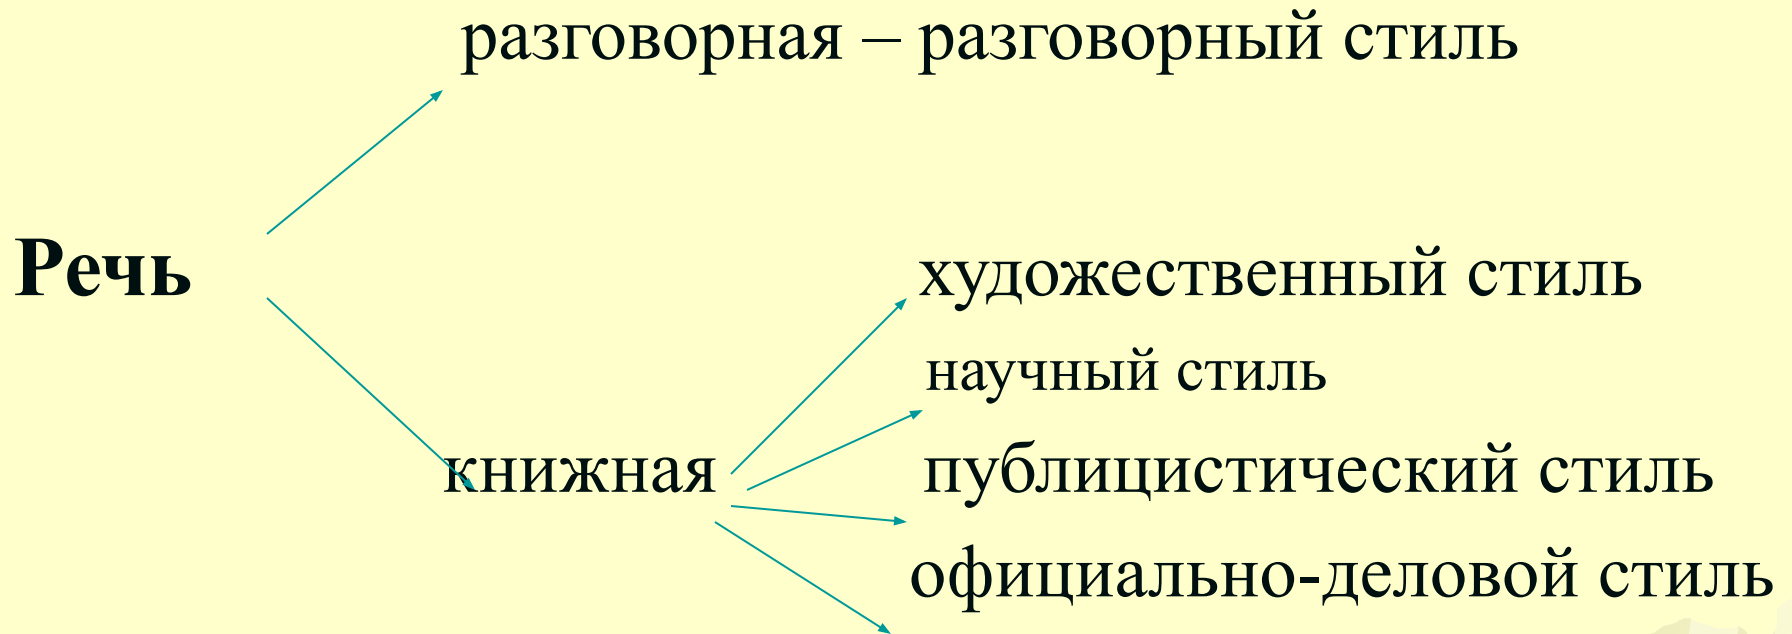 разговорная – разговорный стиль
Речь
художественный стиль
научный стиль
книжная
публицистический стиль
официально-деловой стиль